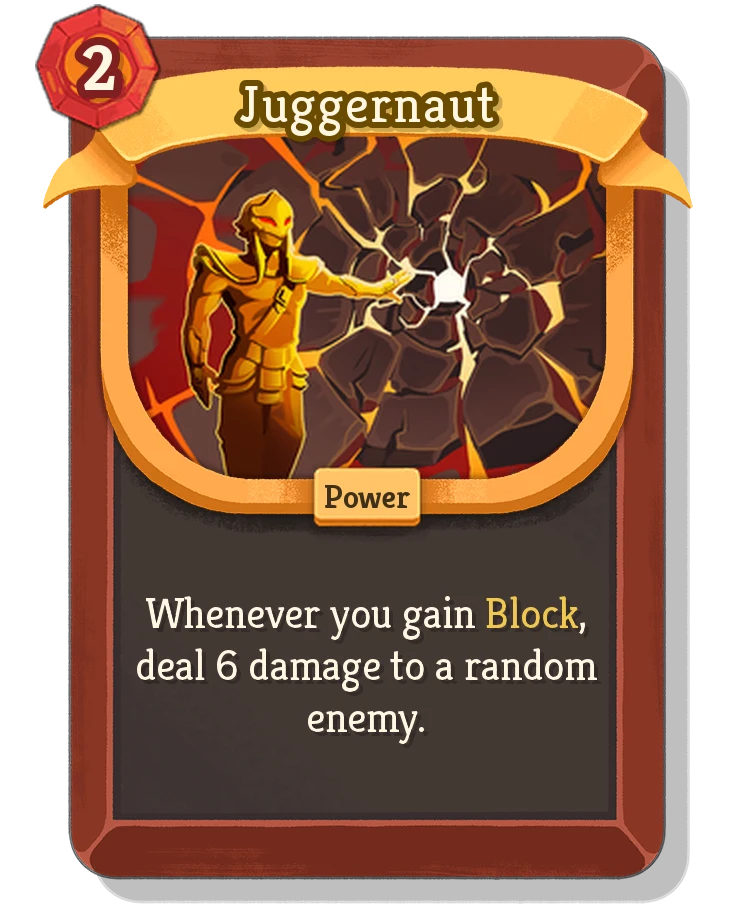 2
Juggernaut
Power
Whenever you gain Block,
deal 6 damage to a random
enemy.